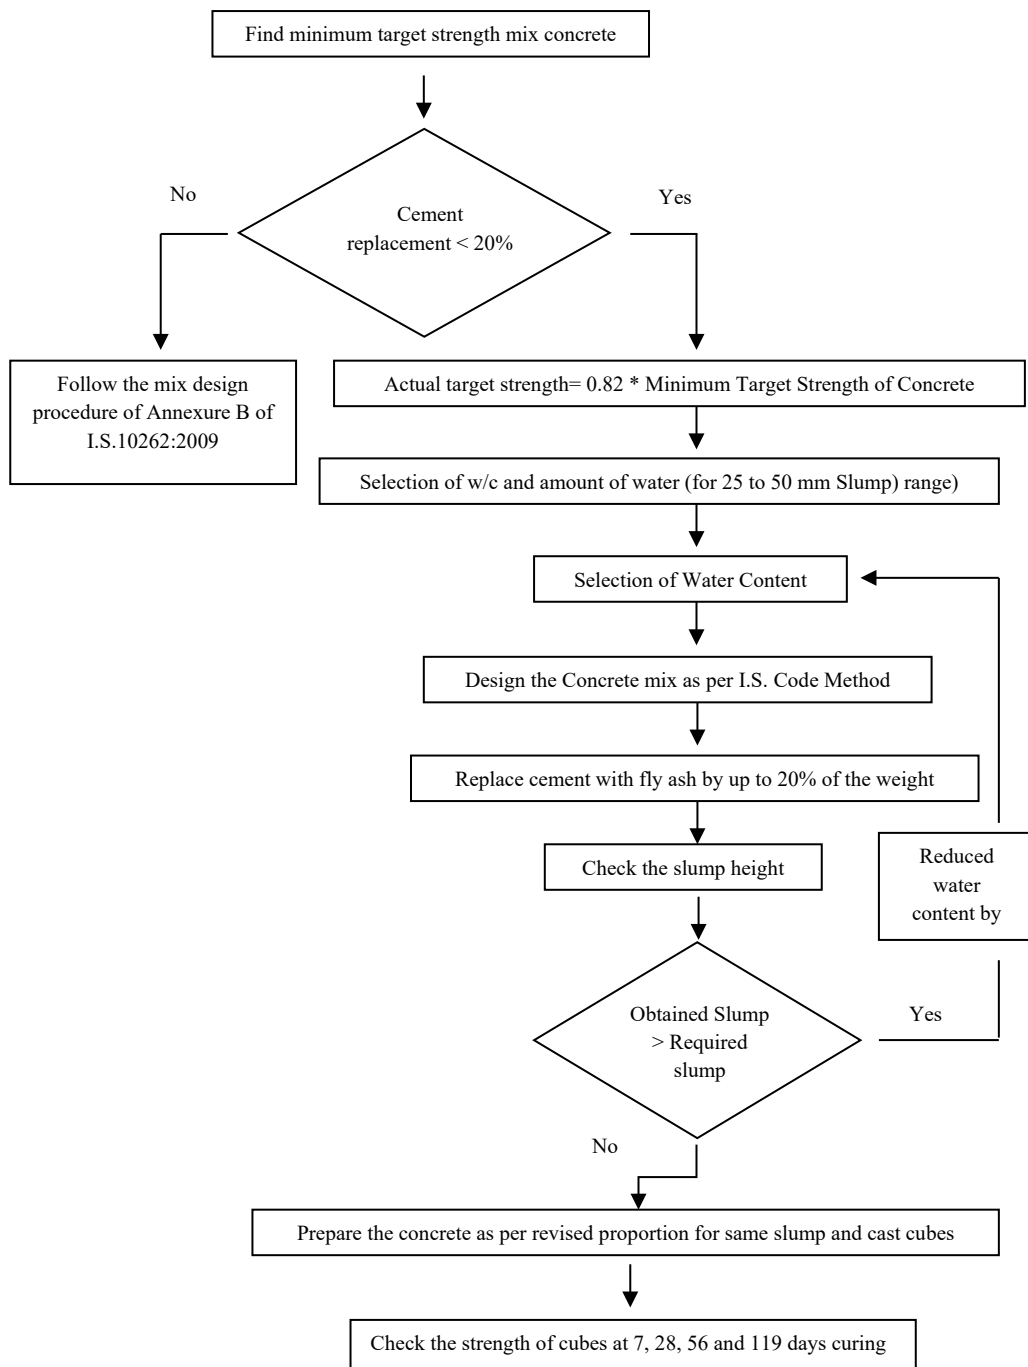 Find minimum target strength mix concrete
No
Yes
Cement
replacement < 20%
Follow the mix design
procedure of Annexure B of
I.S.10262:2009
Actual target strength= 0.82 * Minimum Target Strength of Concrete
Selection of w/c and amount of water (for 25 to 50 mm Slump) range)
Selection of Water Content
Design the Concrete mix as per I.S. Code Method
Replace cement with fly ash by up to 20% of the weight
Check the slump height
Reduced
water
content by
Obtained Slump
> Required
slump
Yes
No
Prepare the concrete as per revised proportion for same slump and cast cubes
Check the strength of cubes at 7, 28, 56 and 119 days curing